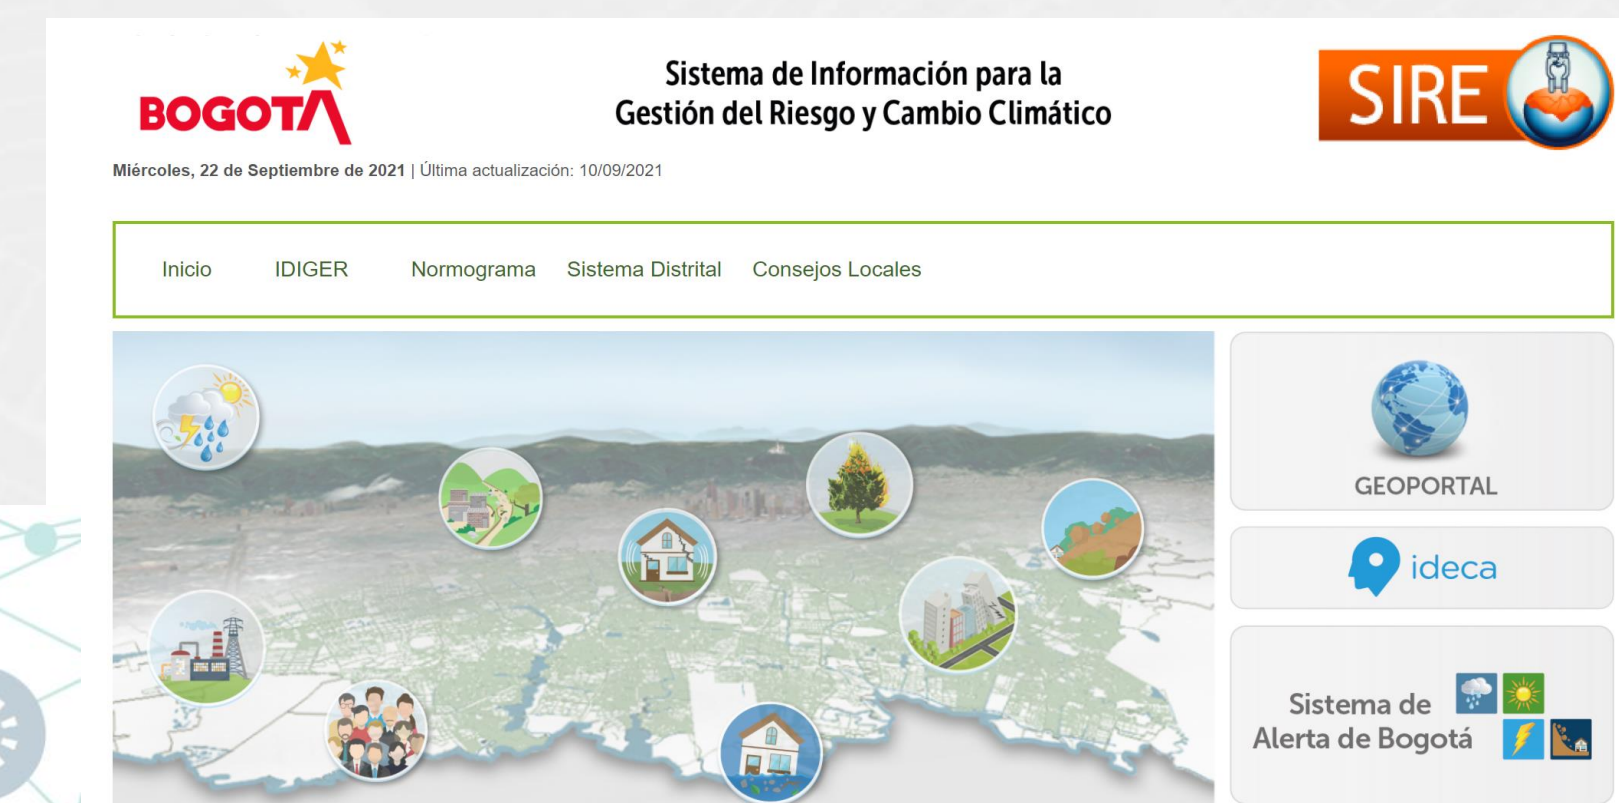 BOGOTÁ
Sistema de Información para la
Gestión del Riesgo y Cambio Climático
SIRE
Miércoles, 22 de Septiembre de 2021 | Última actualización: 10/09/2021
Inicio IDIGER Normograma Sistema Distrital Consejos Locales
GEOPORTAL
ideca
Sistema de
Alerta de Bogotá